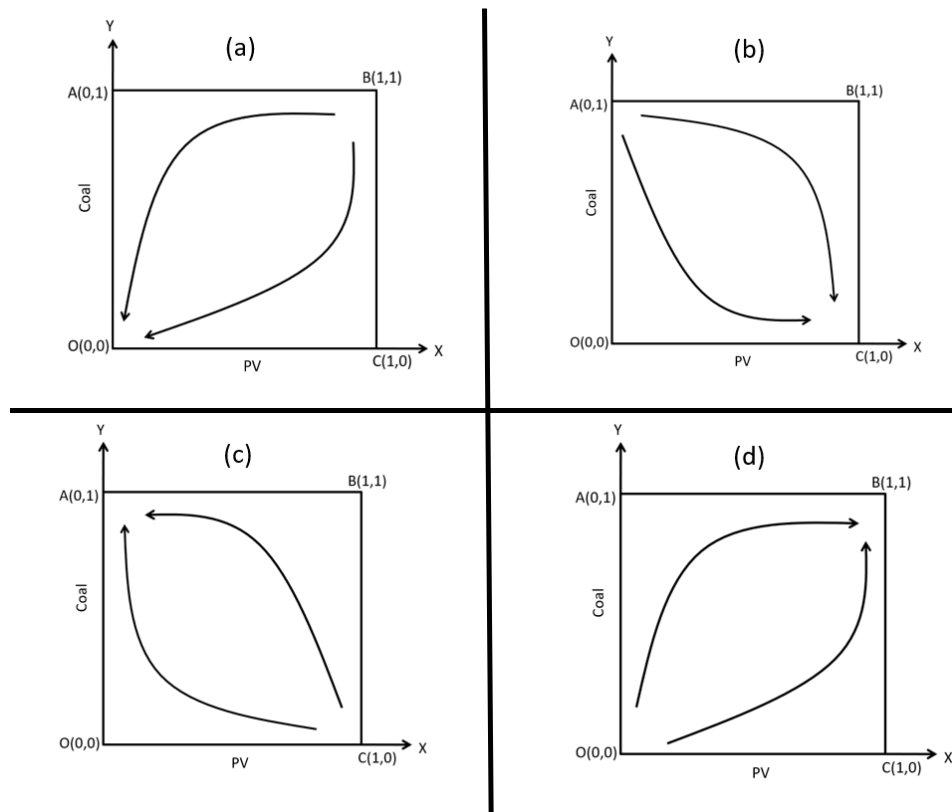 (a)
Y
A(0,1)
B(1,1)
Coal
O(0,0)
PV
C(1,0)
X
(b)
Y
A(0,1)
B(1,1)
Coal
O(0,0)
PV
C(1,0)
X
(c)
Y
A(0,1)
B(1,1)
Coal
O(0,0)
PV
C(1,0)
X
(d)
Y
A(0,1)
B(1,1)
Coal
O(0,0)
PV
C(1,0)
X